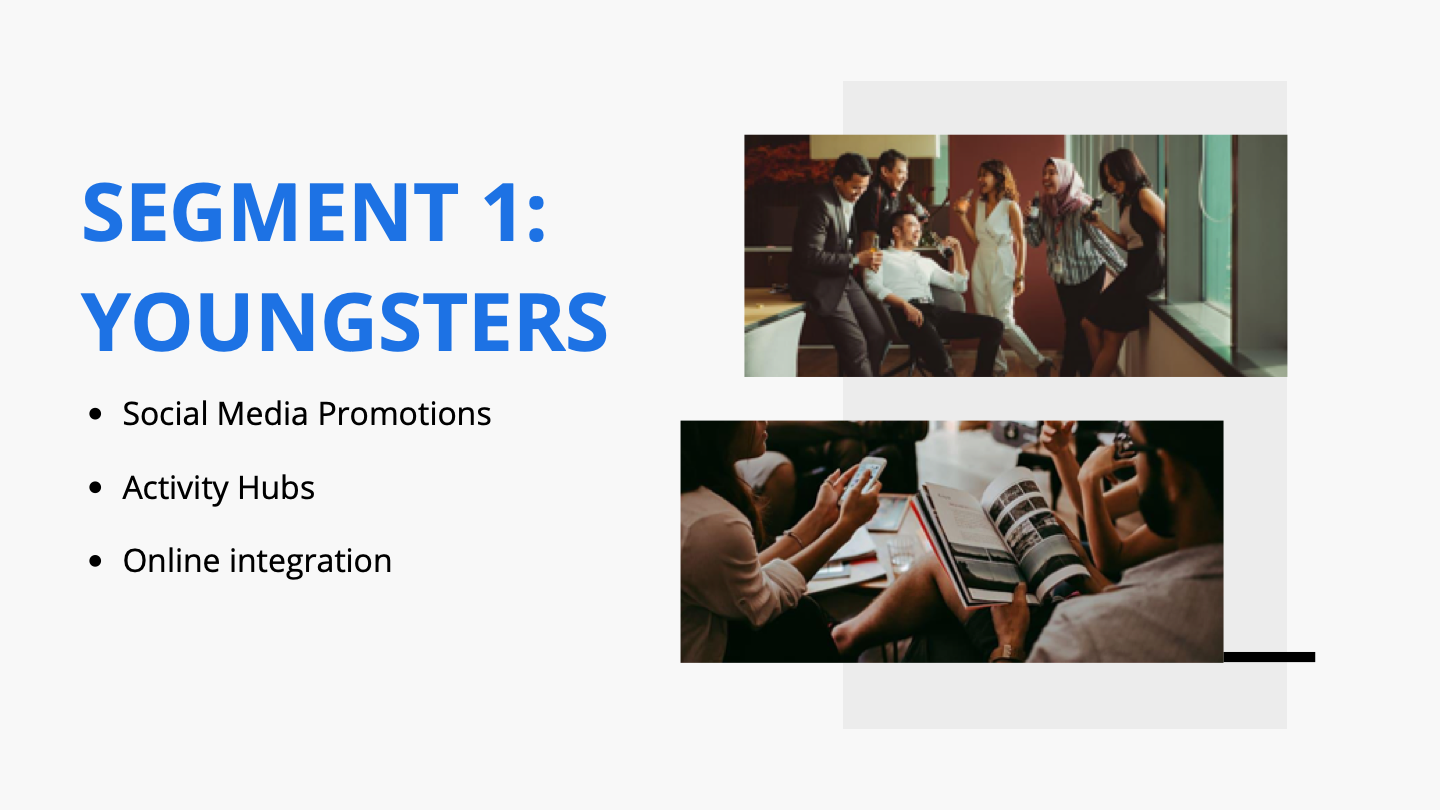 SEGMENT 1:
YOUNGSTERS
• Social Media Promotions
• Activity Hubs
• Online integration